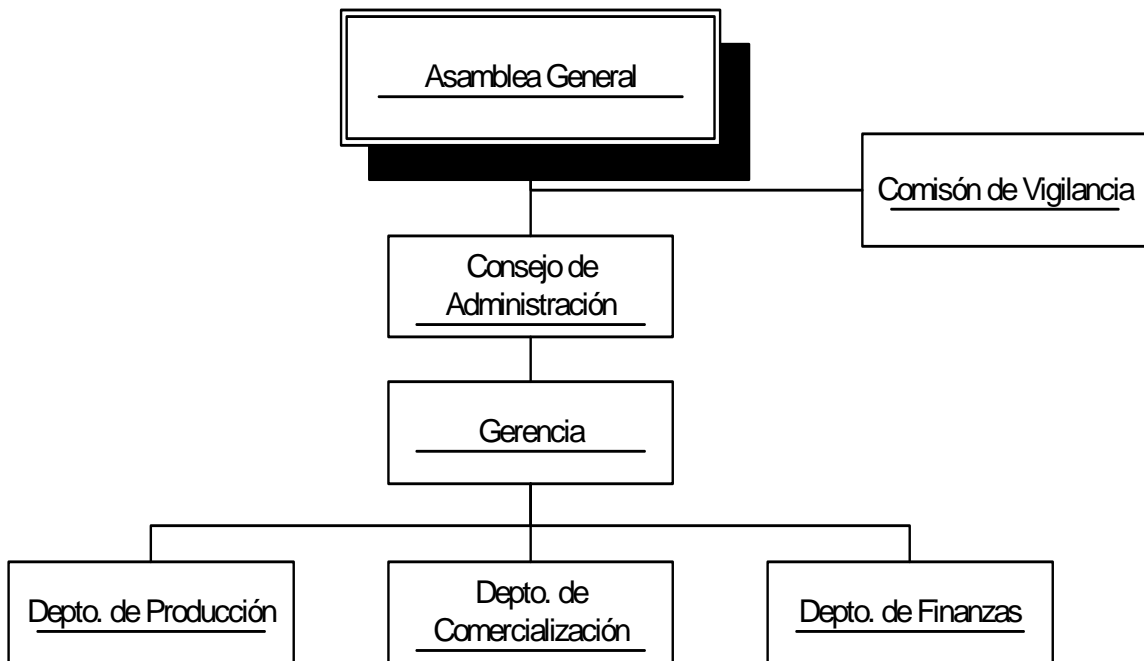 Asamblea General
Comisón de Vigilancia
Consejo de
Administración
Gerencia
Depto. de Producción
Depto. de
Comercialización
Depto. de Finanzas